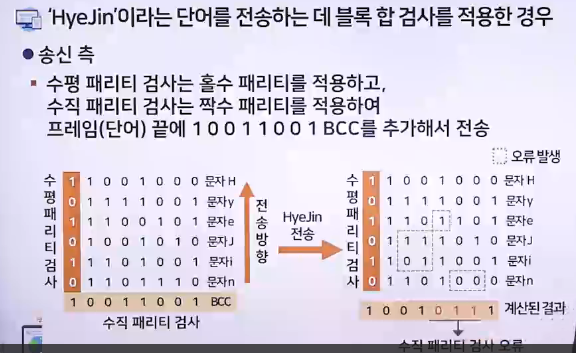 'HyeJin'이라는 단어를 전송하는 데 블록 합 검사를 적용한 경우
송신 측
수평 패리티 검사는 홀수 패리티를 적용하고,
수직 패리티 검사는 짝수 패리티를 적용하여
프레임(단어) 끝에 1 0 0 1 1 0 0 1 BCC를 추가해서 전송
오류 발생
수평패리티검사
1 1 0 0 1 0 0 0 문자 H
0 1 1 1 1 0 0 1 문자 y
1 1 1 0 0 1 0 1 문자 e
0 1 0 0 1 0 1 0 문자 J
1 1 1 0 1 0 0 1 문자 i
0 1 1 0 1 1 1 0 문자 n
1 0 0 1 1 0 0 1 BCC
수직 패리티 검사
전송방향
HyeJin
전송
수평패리티검사
1 1 0 0 1 0 0 0 문자 H
0 1 1 1 1 0 0 1 문자 y
1 1 1 0 1 1 0 1 문자 e
0 1 1 1 1 0 1 0 문자 J
1 0 1 0 1 0 0 1 문자 i
0 1 1 0 1 0 0 0 문자 n
1 0 0 1 0 1 1 1 계산된 결과
수직 패리티 검사 오류